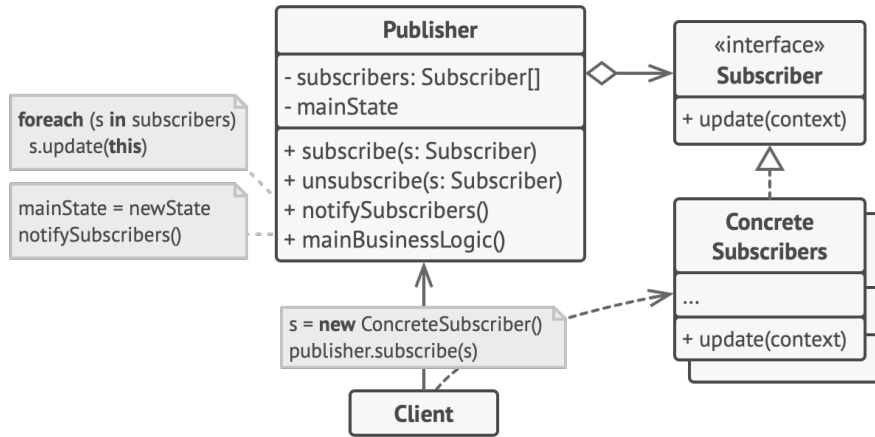 Publisher
- subscribers: Subscriber[]
- mainState
+ subscribe(s: Subscriber)
+ unsubscribe(s: Subscriber)
+ notifySubscribers()
+ mainBusinessLogic()
«interface»
Subscriber
+ update(context)
foreach (s in subscribers)
s.update(this)
mainState = newState
notifySubscribers()
Concrete
Subscribers
...
+ update(context)
s = new ConcreteSubscriber()
publisher.subscribe(s)
Client